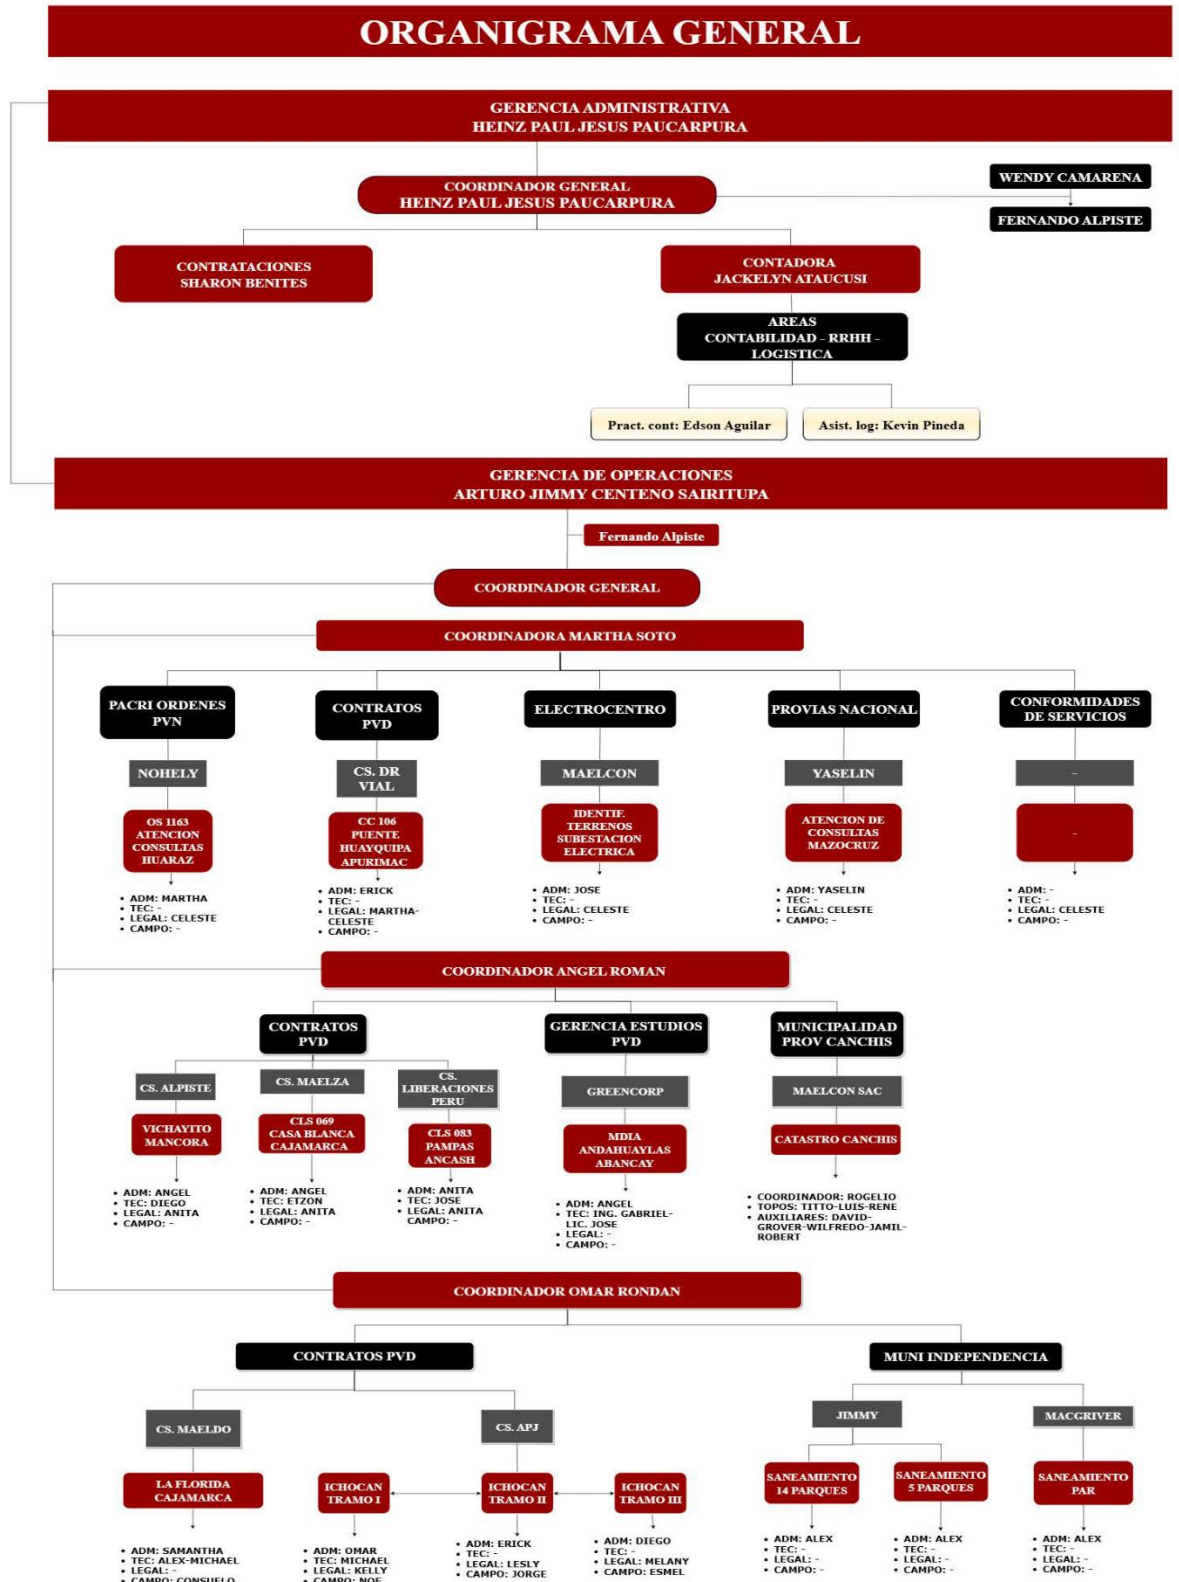 ORGANIGRAMA GENERAL
GERENCIA ADMINISTRATIVA
HEINZ PAUL JESUS PAUCARPURA
COORDINADOR GENERAL
HEINZ PAUL JESUS PAUCARPURA
WENDY CAMARENA
FERNANDO ALPISTE
CONTRATACIONES
SHARON BENITES
CONTADORA
JACKELYN ATAUCUSI
AREAS
CONTABILIDAD - RRHH -
LOGISTICA
Pract. cont: Edson Aguilar
Asist. log: Kevin Pineda
GERENCIA DE OPERACIONES
ARTURO JIMMY CENTENO SAIRITUPA
Fernando Alpiste
COORDINADOR GENERAL
COORDINADORA MARTHA SOTO
PACRI ORDENES
PVN
NOHELY
OS 1163
ATENCION
CONSULTAS
HUARAZ
• ADM: MARTHA
• TEC: -
• LEGAL: CELESTE
• CAMPO: -
CONTRATOS
PVD
CS. DR
VIAL
CC 106
PUENTE
HUAYQUIPA
APURIMAC
• ADM: ERICK
• TEC: -
• LEGAL: MARTHA-
CELESTE
• CAMPO: -
ELECTROCENTRO
MAELCON
IDENTIF.
TERRENOS
SUBESTACION
ELECTRICA
• ADM: JOSE
• TEC: -
• LEGAL: CELESTE
• CAMPO: -
PROVIAS NACIONAL
YASELIN
ATENCION DE
CONSULTAS
MAZOCRUZ
• ADM: YASELIN
• TEC: -
• LEGAL: CELESTE
• CAMPO: -
CONFORMIDADES
DE SERVICIOS
-
-
• ADM: -
• TEC: -
• LEGAL: CELESTE
• CAMPO: -
COORDINADOR ANGEL ROMAN
CONTRATOS
PVD
CS. ALPISTE
VICHAYITO
MANCORA
• ADM: ANGEL
• TEC: DIEGO
• LEGAL: ANITA
• CAMPO: -
CS. MAELZA
CLS 069
CASA BLANCA
CAJAMARCA
• ADM: ANGEL
• TEC: ETZON
• LEGAL: ANITA
• CAMPO: -
CS.
LIBERACIONES
PERU
CLS 083
PAMPAS
ANCASH
• ADM: ANITA
• TEC: JOSE
• LEGAL: ANITA
CAMPO: -
GERENCIA ESTUDIOS
PVD
GREENCORP
MDIA
ANDAHUAYLAS
ABANCAY
• ADM: ANGEL
• TEC: ING. GABRIEL-
LIC. JOSE
• LEGAL: -
• CAMPO: -
MUNICIPALIDAD
PROV CANCHIS
MAELCON SAC
CATASTRO CANCHIS
• COORDINADOR: ROGELIO
• TOPOS: TITTO-LUIS-RENE
• AUXILIARES: DAVID-
GROVER-WILFREDO-JAMIL-
ROBERT
COORDINADOR OMAR RONDAN
CONTRATOS PVD
CS. MAELDO
LA FLORIDA
CAJAMARCA
• ADM: SAMANTHA
• TEC: ALEX-MICHAEL
• LEGAL: -
• CAMPO: CONSUELO
CS. APJ
ICHOCAN
TRAMO I
• ADM: OMAR
• TEC: MICHAEL
• LEGAL: KELLY
• CAMPO: NOE
ICHOCAN
TRAMO II
• ADM: ERICK
• TEC: -
• LEGAL: LESLY
• CAMPO: JORGE
ICHOCAN
TRAMO III
• ADM: DIEGO
• TEC: -
• LEGAL: MELANY
• CAMPO: ESMEL
MUNI INDEPENDENCIA
JIMMY
SANEAMIENTO
14 PARQUES
• ADM: ALEX
• TEC: -
• LEGAL: -
• CAMPO: -
SANEAMIENTO
5 PARQUES
• ADM: ALEX
• TEC: -
• LEGAL: -
• CAMPO: -
MACGRIVER
SANEAMIENTO
PAR
• ADM: ALEX
• TEC: -
• LEGAL: -
• CAMPO: -